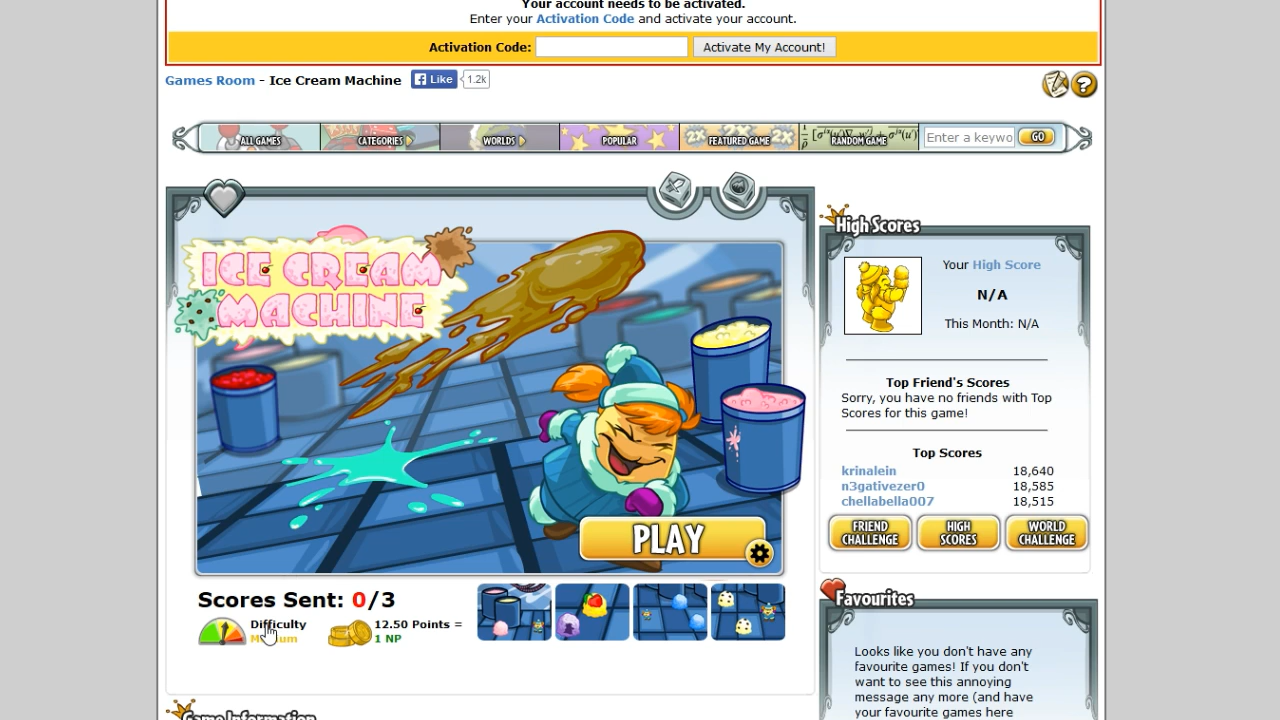 Your account needs to be activated.
Enter your Activation Code and activate your account.
Activation Code:
Activate My Account!
Games Room - Ice Cream Machine
Like
1.2k
ALL GAMES
CATEGORIES
WORLDS
POPULAR
2X
FEATURED GAME
2X
RANDOM GAME
Enter a keywo
GO
ICE CREAM
MACHINE
PLAY
Scores Sent: 0/3
Difficulty
12.50 Points =
1 NP
High Scores
Your High Score
N/A
This Month: N/A
Top Friend's Scores
Sorry, you have no friends with Top
Scores for this game!
Top Scores
krinalein 18,640
n3gativezer0 18,585
chellabella007 18,515
FRIEND
CHALLENGE
HIGH
SCORES
WORLD
CHALLENGE
Favourites
Looks like you don't have any
favourite games! If you don't
want to see this annoying
message any more (and have
your favourite games here
Game Information